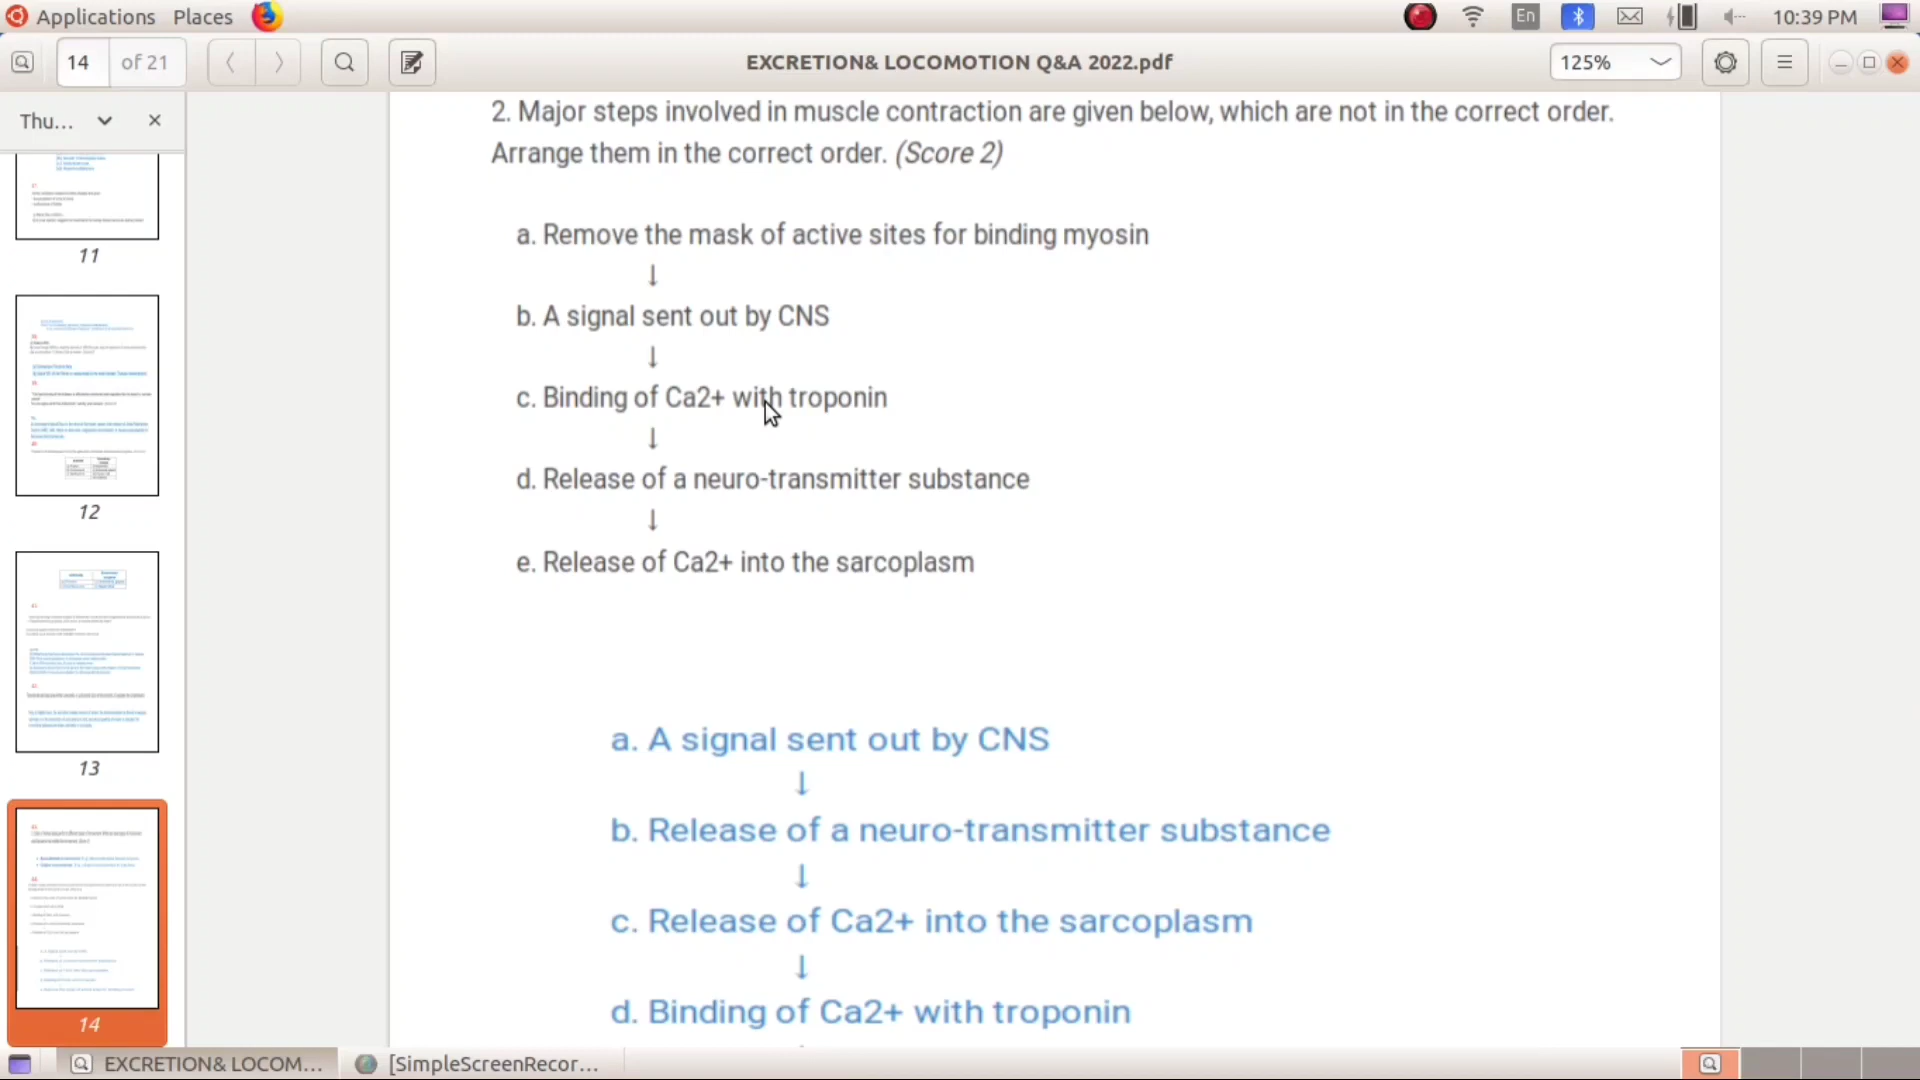 Applications Places En 10:39 PM
14 of 21 EXCRETION& LOCOMOTION Q&A 2022.pdf 125%
Thu...
11
12
13
14
2. Major steps involved in muscle contraction are given below, which are not in the correct order.
Arrange them in the correct order. (Score 2)
a. Remove the mask of active sites for binding myosin
↓
b. A signal sent out by CNS
↓
c. Binding of Ca2+ with troponin
↓
d. Release of a neuro-transmitter substance
↓
e. Release of Ca2+ into the sarcoplasm
a. A signal sent out by CNS
↓
b. Release of a neuro-transmitter substance
↓
c. Release of Ca2+ into the sarcoplasm
↓
d. Binding of Ca2+ with troponin
EXCRETION& LOCOM... [SimpleScreenRecor...